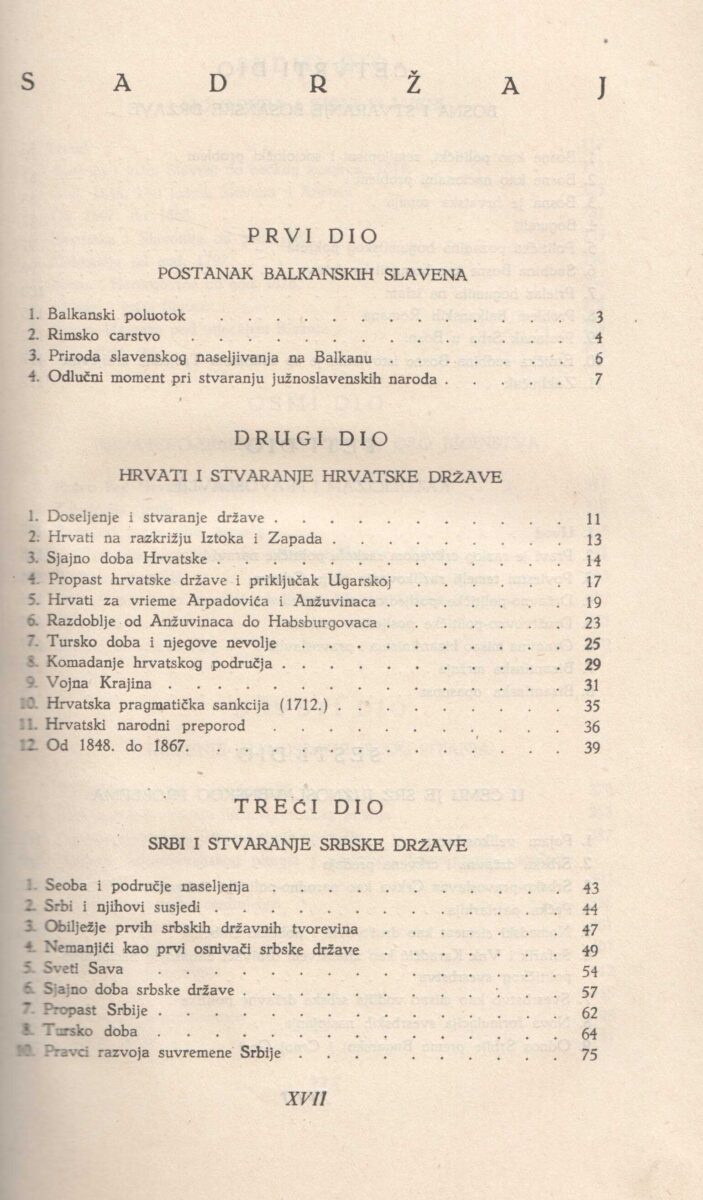 SADRŽAJ
PRVI DIO
POSTANAK BALKANSKIH SLAVENA
1. Balkanski poluotok . . . . . . . . . . . 3
2. Rimsko carstvo . . . . . . . . . . . 4
3. Priroda slavenskog naseljivanja na Balkanu . . . . . . 6
4. Odlučni moment pri stvaranju južnoslavenskih naroda . . . . 7
DRUGI DIO
HRVATI I STVARANJE HRVATSKE DRŽAVE
1. Doseljenje i stvaranje države . . . . . . . . . 11
2. Hrvati na razkrižju Iztoka i Zapada . . . . . . . 13
3. Sjajno doba Hrvatske . . . . . . . . . . 14
4. Propast hrvatske države i priključak Ugarskoj . . . . . 17
5. Hrvati za vrieme Arpadovića i Anžuvinaca . . . . . . 19
6. Razdoblje od Anžuvinaca do Habsburgovaca . . . . . . 23
7. Tursko doba i njegove nevolje . . . . . . . . 25
8. Komadanje hrvatskog područja . . . . . . . . . 29
9. Vojna Krajina . . . . . . . . . . . 31
10. Hrvatska pragmatička sankcija (1712.) . . . . . . . 35
11. Hrvatski narodni preporod . . . . . . . . . 36
12. Od 1848. do 1867. . . . . . . . . . . 39
TREĆI DIO
SRBI I STVARANJE SRBSKE DRŽAVE
1. Seoba i područje naseljenja . . . . . . . . . 43
2. Srbi i njihovi susjedi . . . . . . . . . . 44
3. Obilježje prvih srbskih državnih tvorevina . . . . . . 47
4. Nemanjići kao prvi osnivači srbske države . . . . . . 49
5. Sveti Sava . . . . . . . . . . . . 54
6. Sjajno doba srbske države . . . . . . . . . 57
7. Propast Srbije . . . . . . . . . . . 62
8. Tursko doba . . . . . . . . . . . 64
10. Pravci razvoja suvremene Srbije . . . . . . . . 75
XVII